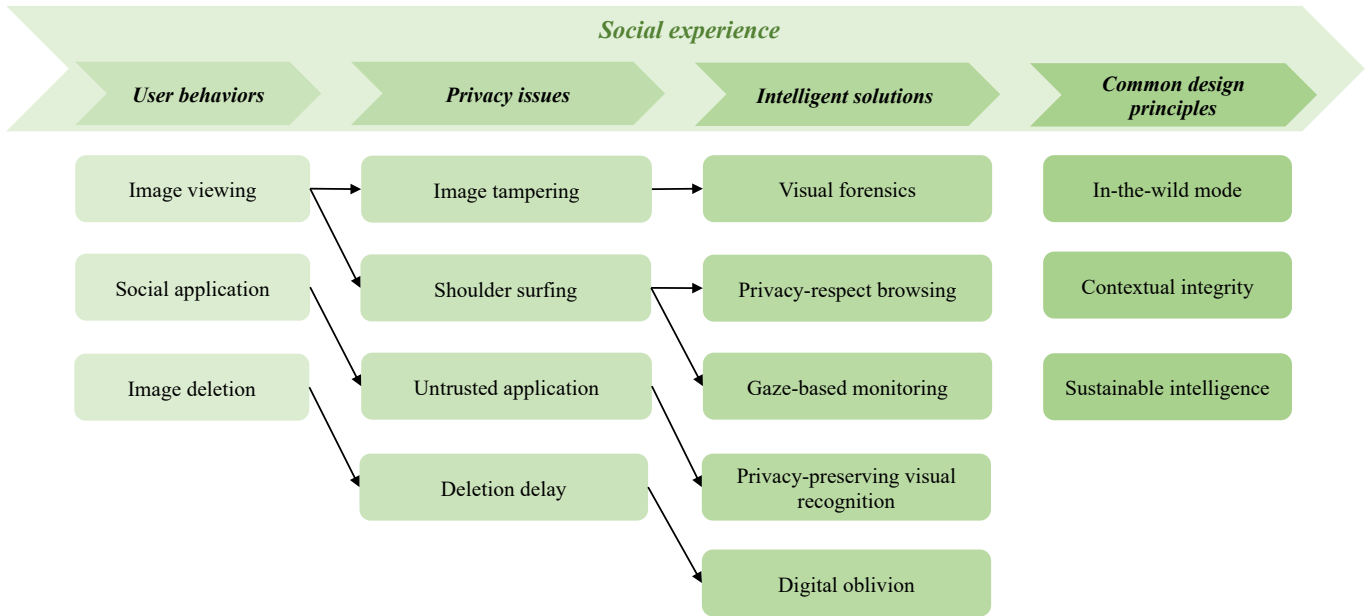 Social experience
User behaviors
Privacy issues
Intelligent solutions
Common design
principles
Image viewing
Image tampering
Visual forensics
In-the-wild mode
Social application
Shoulder surfing
Privacy-respect browsing
Contextual integrity
Image deletion
Untrusted application
Gaze-based monitoring
Sustainable intelligence
Deletion delay
Privacy-preserving visual
recognition
Digital oblivion